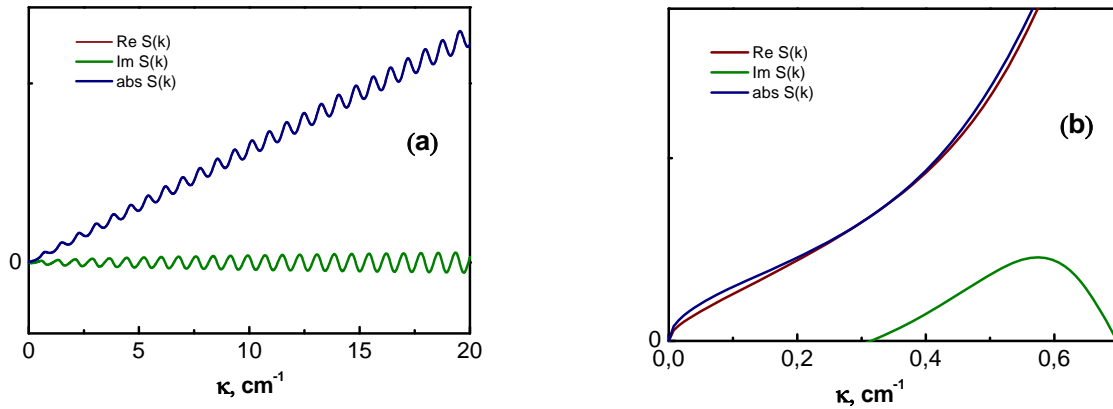 Re S(k)
Im S(k)
abs S(k)
(a)
0
0
5
10
15
20
κ, cm-1
Re S(k)
Im S(k)
abs S(k)
(b)
0
0,0
0,2
0,4
0,6
κ, cm-1